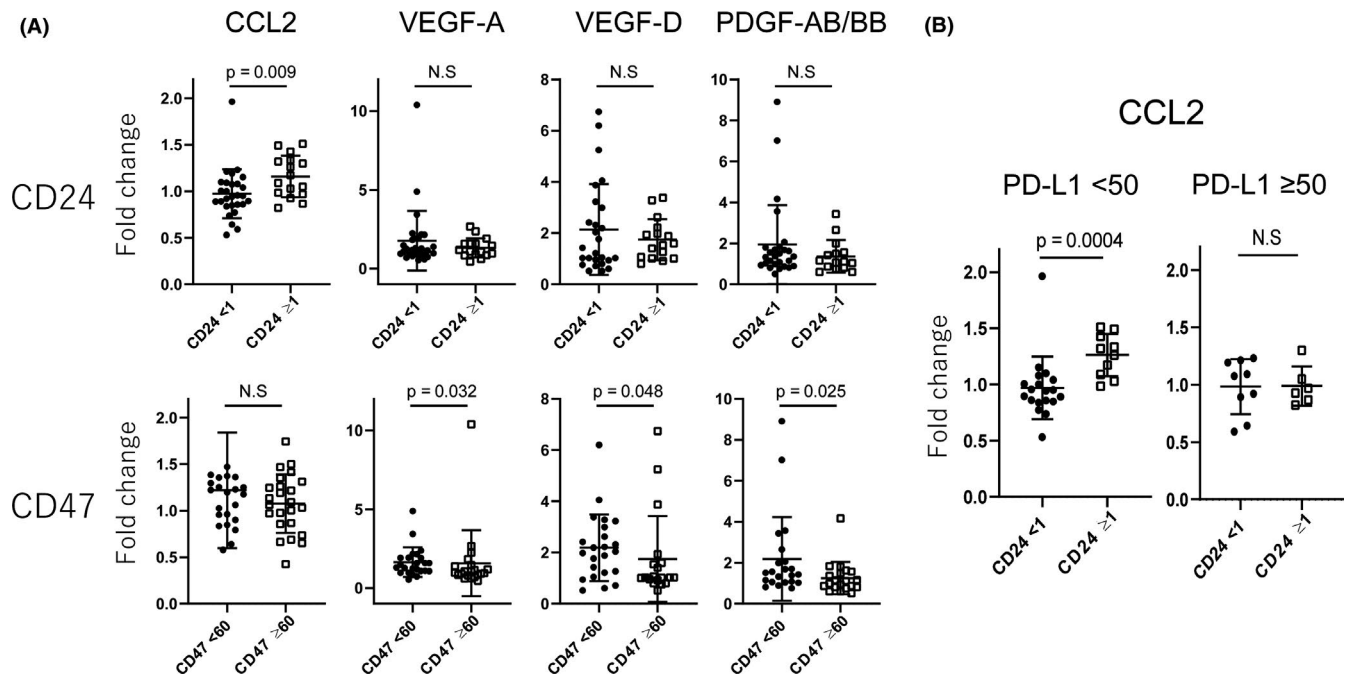 (A)
CCL2 VEGF-A VEGF-D PDGF-AB/BB
CD24
Fold change
p = 0.009
2.0
1.5
1.0
0.5
0.0
CD24 <1
CD24 ≥1
N.S
10
5
0
CD24 <1
CD24 ≥1
N.S
8
6
4
2
0
CD24 <1
CD24 ≥1
N.S
10
8
6
4
2
0
CD24 <1
CD24 ≥1
CD47
Fold change
N.S
2.0
1.5
1.0
0.5
0.0
CD47 <60
CD47 ≥60
p = 0.032
10
5
0
CD47 <60
CD47 ≥60
p = 0.048
8
6
4
2
0
CD47 <60
CD47 ≥60
p = 0.025
10
8
6
4
2
0
CD47 <60
CD47 ≥60
(B)
CCL2
PD-L1 <50 PD-L1 ≥50
Fold change
p = 0.0004
2.0
1.5
1.0
0.5
0.0
CD24 <1
CD24 ≥1
N.S
2.0
1.5
1.0
0.5
0.0
CD24 <1
CD24 ≥1